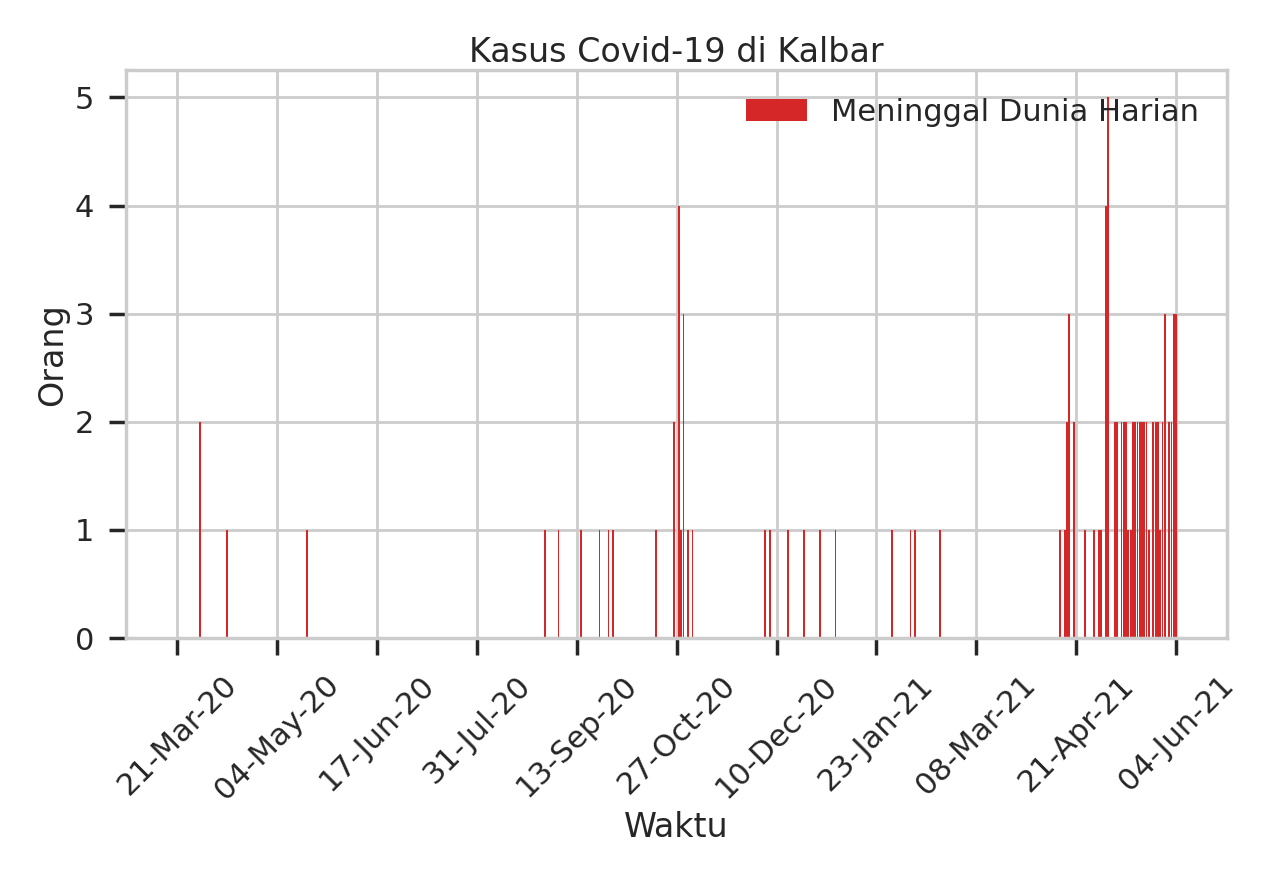 Kasus Covid-19 di Kalbar
Meninggal Dunia Harian
Orang
5
4
3
2
1
0
21-Mar-20
04-May-20
17-Jun-20
31-Jul-20
13-Sep-20
27-Oct-20
10-Dec-20
23-Jan-21
08-Mar-21
21-Apr-21
04-Jun-21
Waktu